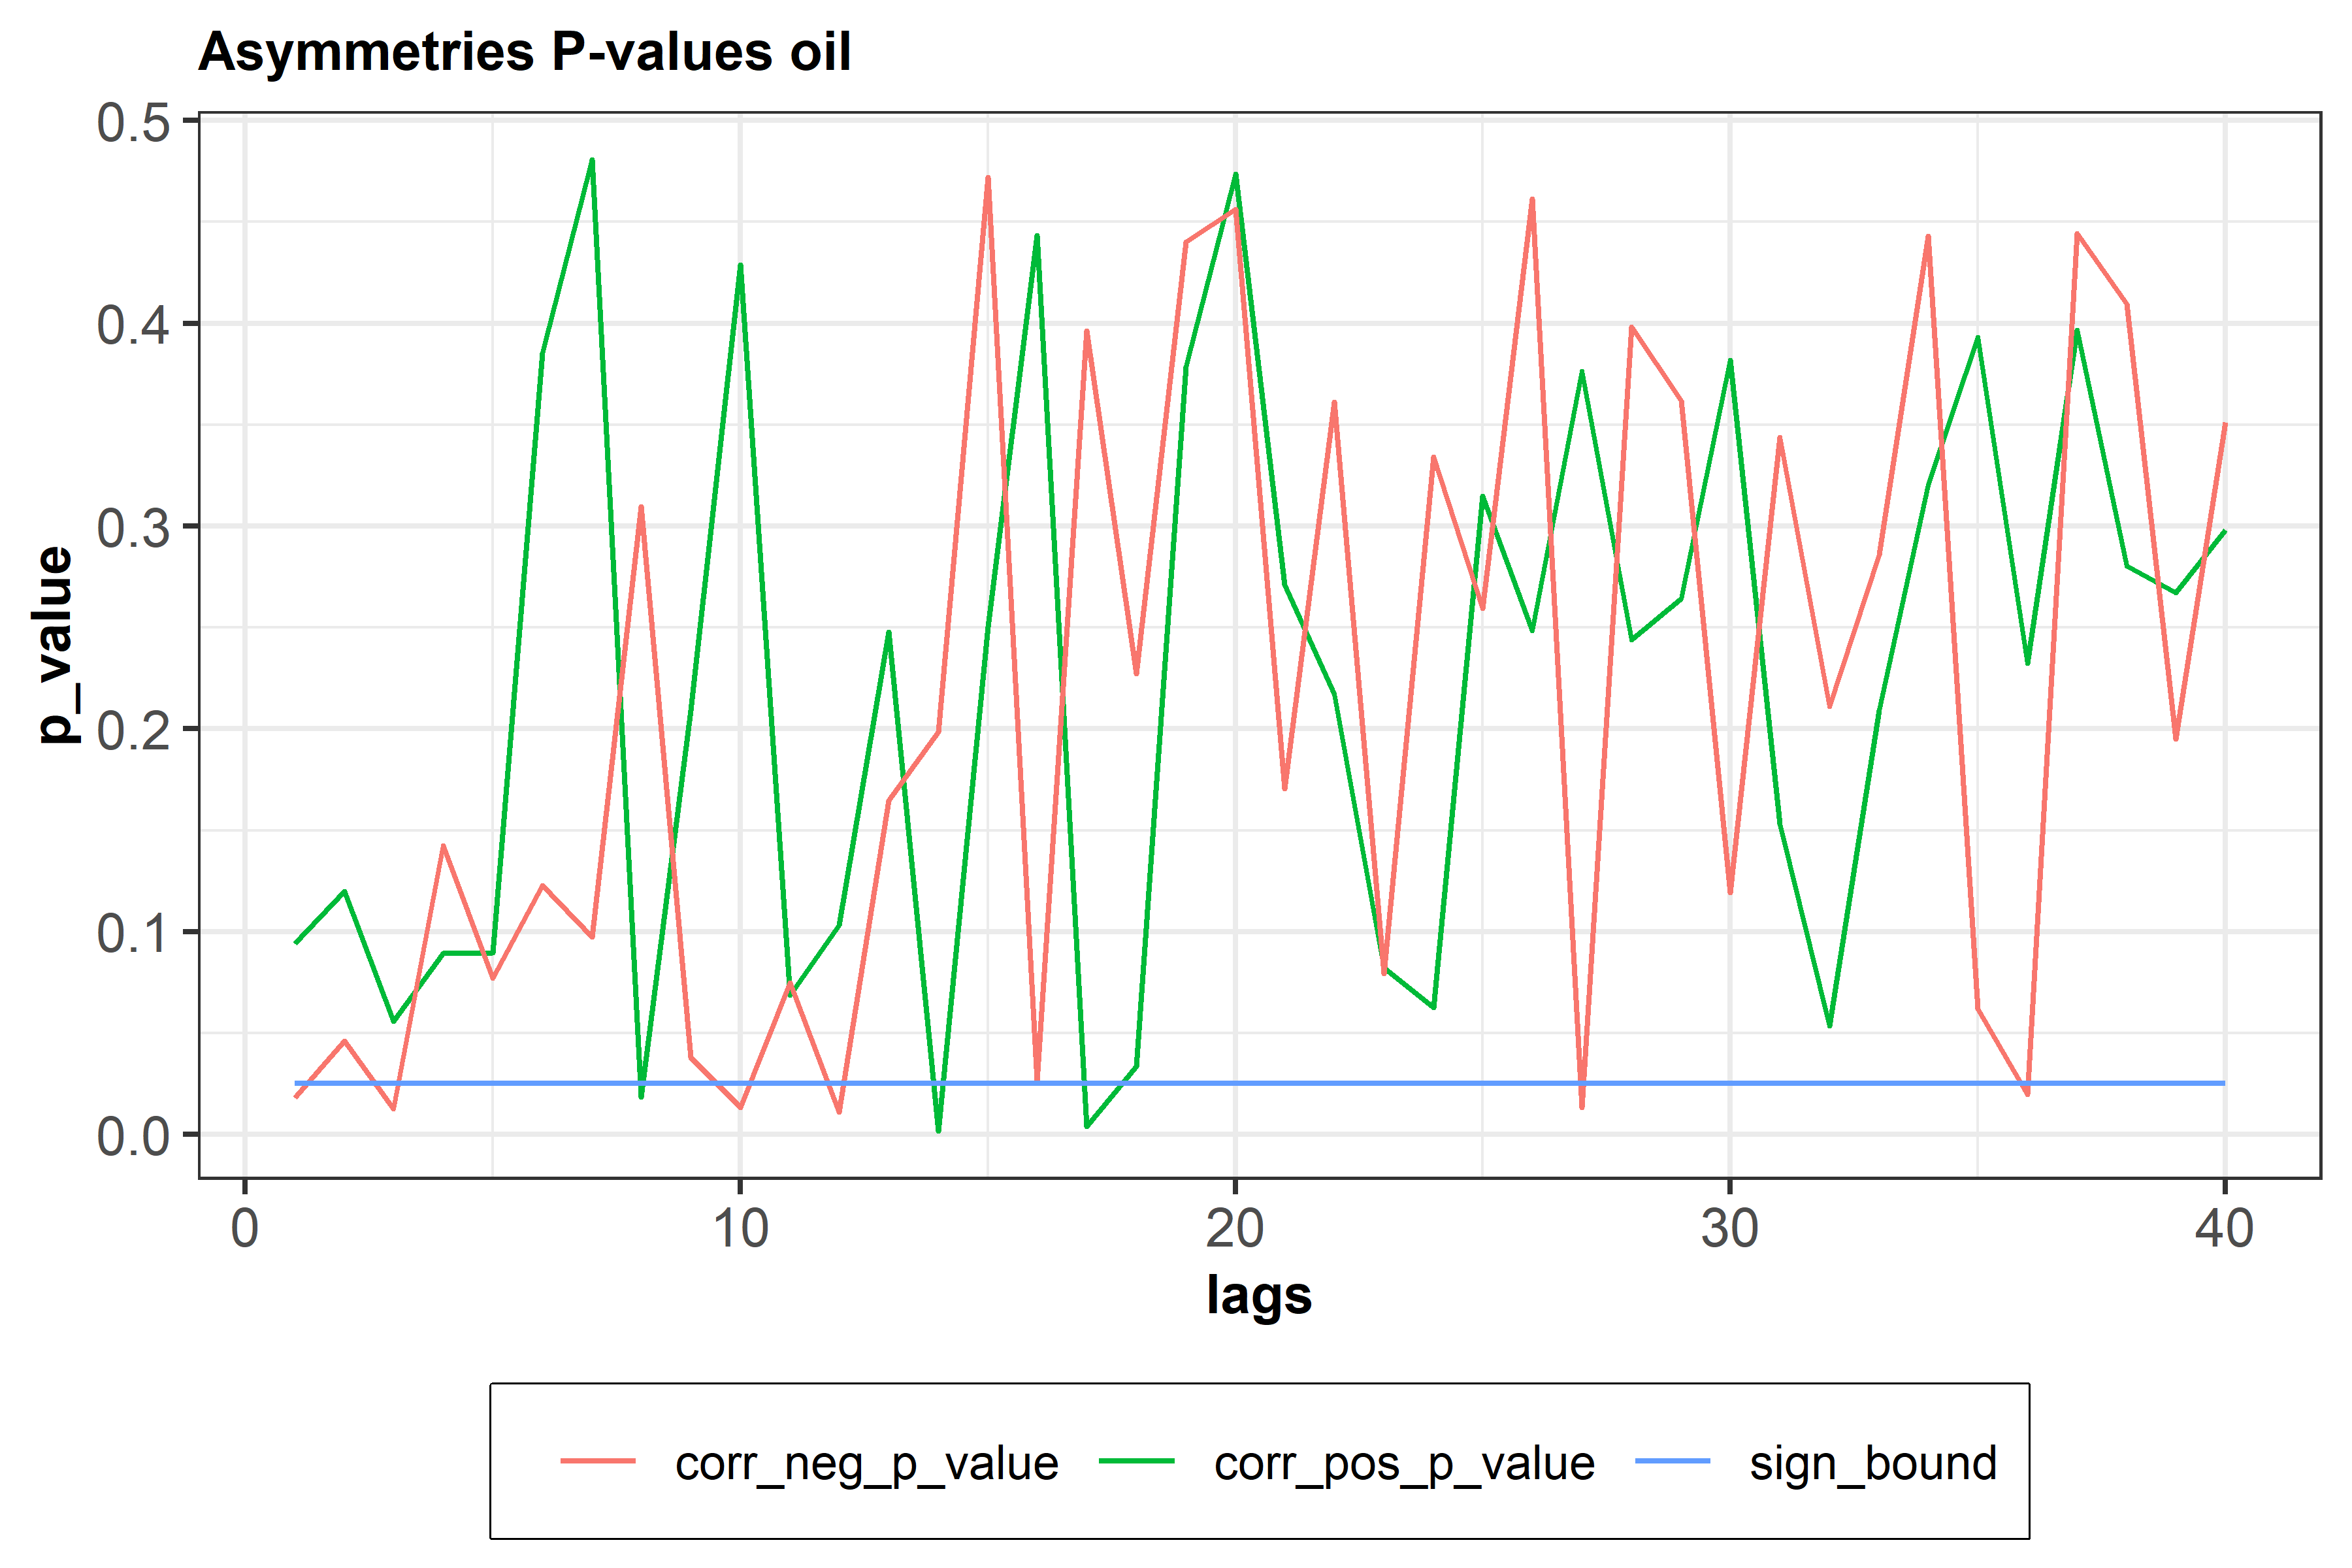 Asymmetries P-values oil
0.5
0.4
0.3
0.2
0.1
0.0
p_value
0 10 20 30 40
lags
corr_neg_p_value corr_pos_p_value sign_bound